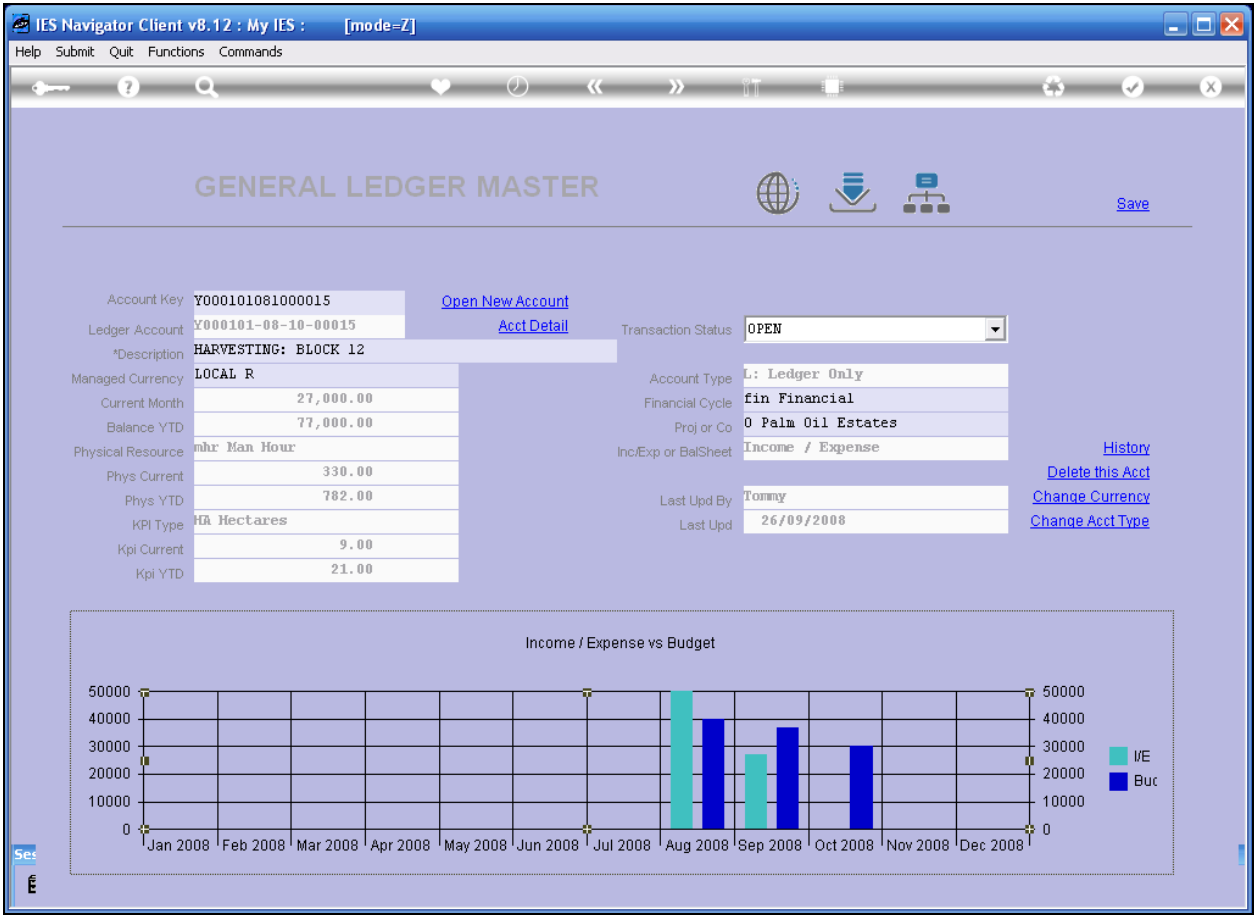 IES Navigator Client v8.12 : My IES : [mode=Z]
Help Submit Quit Functions Commands
GENERAL LEDGER MASTER
Save
Account Key Y000101081000015 Open New Account
Ledger Account Y000101-08-10-00015 Acct Detail Transaction Status OPEN
*Description HARVESTING: BLOCK 12
Managed Currency LOCAL R Account Type L: Ledger Only
Current Month 27,000.00 Financial Cycle fin Financial
Balance YTD 77,000.00 Proj or Co 0 Palm Oil Estates
Physical Resource mhr Man Hour Inc/Exp or BalSheet Income / Expense History
Phys Current 330.00 Delete this Acct
Phys YTD 782.00 Last Upd By Tommy Change Currency
KPI Type HA Hectares Last Upd 26/09/2008 Change Acct Type
Kpi Current 9.00
Kpi YTD 21.00
Income / Expense vs Budget
50000 50000
40000 40000
30000 30000
I/E
20000 20000
Buc
10000 10000
0 0
Jan 2008 Feb 2008 Mar 2008 Apr 2008 May 2008 Jun 2008 Jul 2008 Aug 2008 Sep 2008 Oct 2008 Nov 2008 Dec 2008
Ses